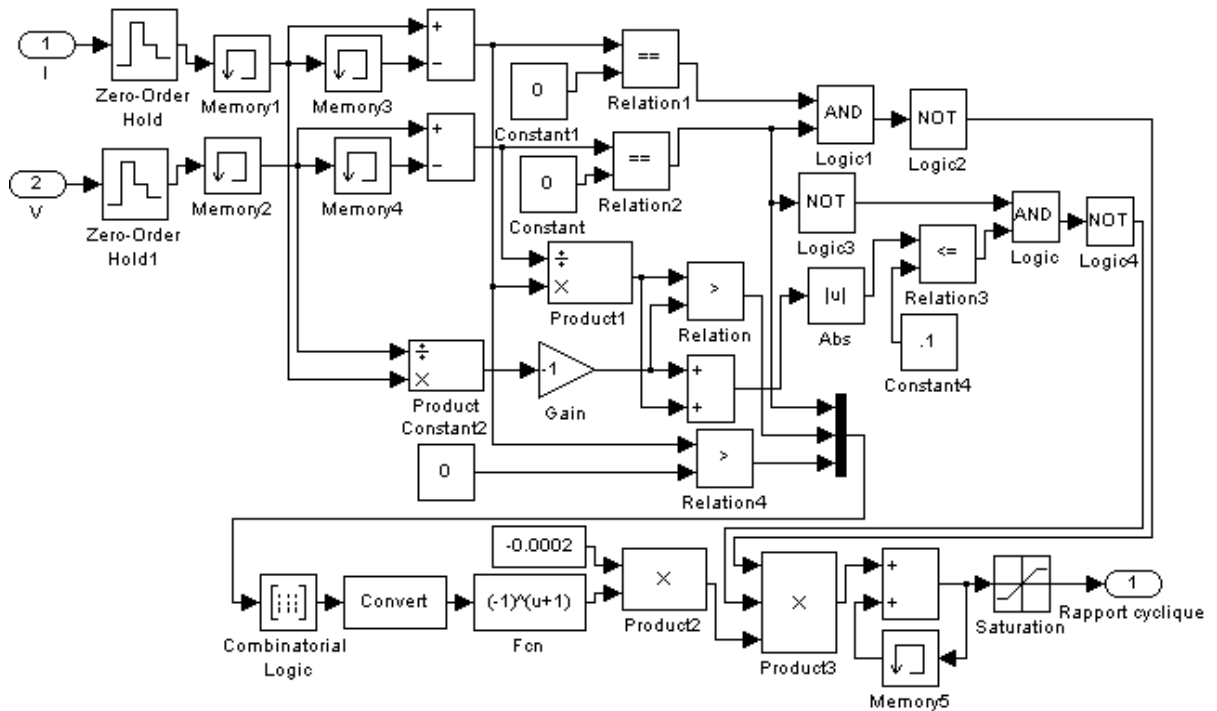 1
I
Zero-Order
Hold
Memory1
Memory3
+
−
0
Constant1
==
Relation1
AND
Logic1
NOT
Logic2
2
V
Zero-Order
Hold1
Memory2
Memory4
+
−
0
Constant
==
Relation2
NOT
Logic3
AND
Logic
NOT
Logic4
÷
×
Product1
>
Relation
|u|
Abs
<=
Relation3
.1
Constant4
÷
×
Product
-1
Gain
+
+
Constant2
0
>
Relation4
Combinatorial
Logic
Convert
(-1)^(u+1)
Fcn
-0.0002
×
Product2
×
Product3
+
+
Memory5
Saturation
1
Rapport cyclique